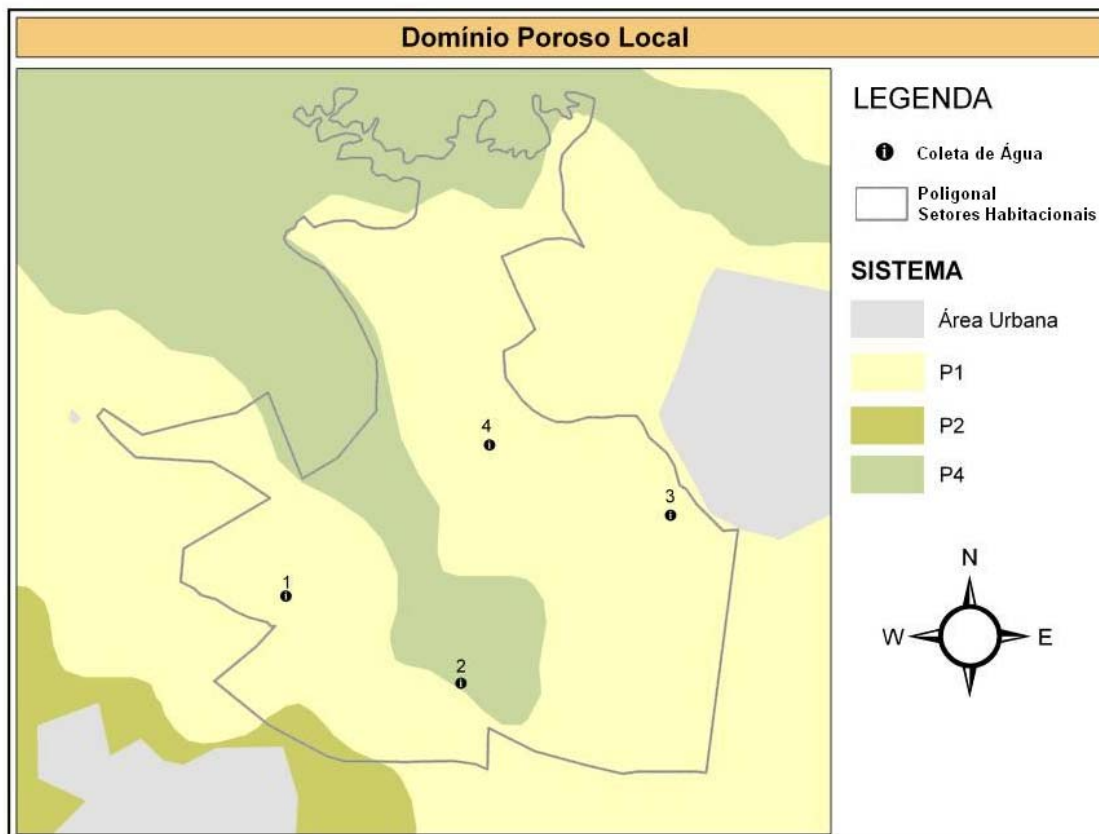 Domínio Poroso Local
LEGENDA
Coleta de Água
Poligonal
Setores Habitacionais
SISTEMA
Área Urbana
P1
P2
P4
4
3
1
2
N
W
E